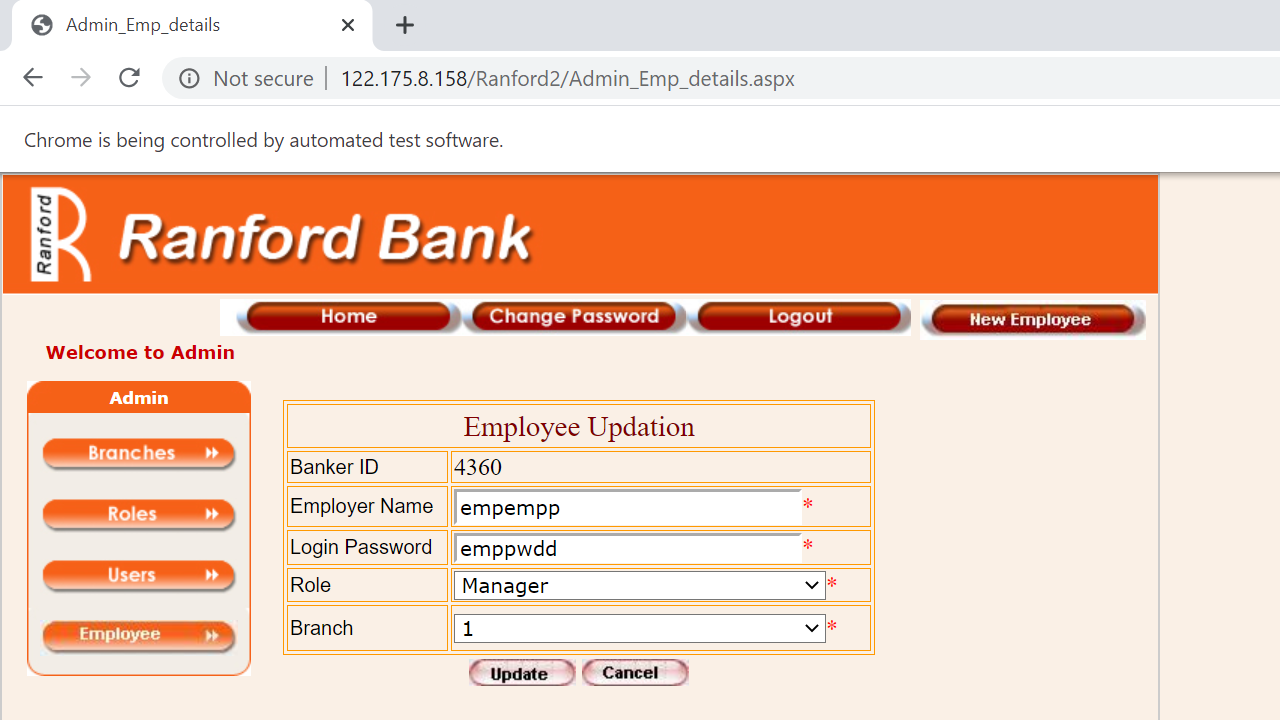 Admin_Emp_details
Not secure | 122.175.8.158/Ranford2/Admin_Emp_details.aspx
Chrome is being controlled by automated test software.
Ranford
Ranford Bank
Home Change Password Logout New Employee
Welcome to Admin
Admin
Branches
Roles
Users
Employee
Employee Updation
Banker ID 4360
Employer Name empempp *
Login Password emppwdd *
Role Manager *
Branch 1 *
Update Cancel